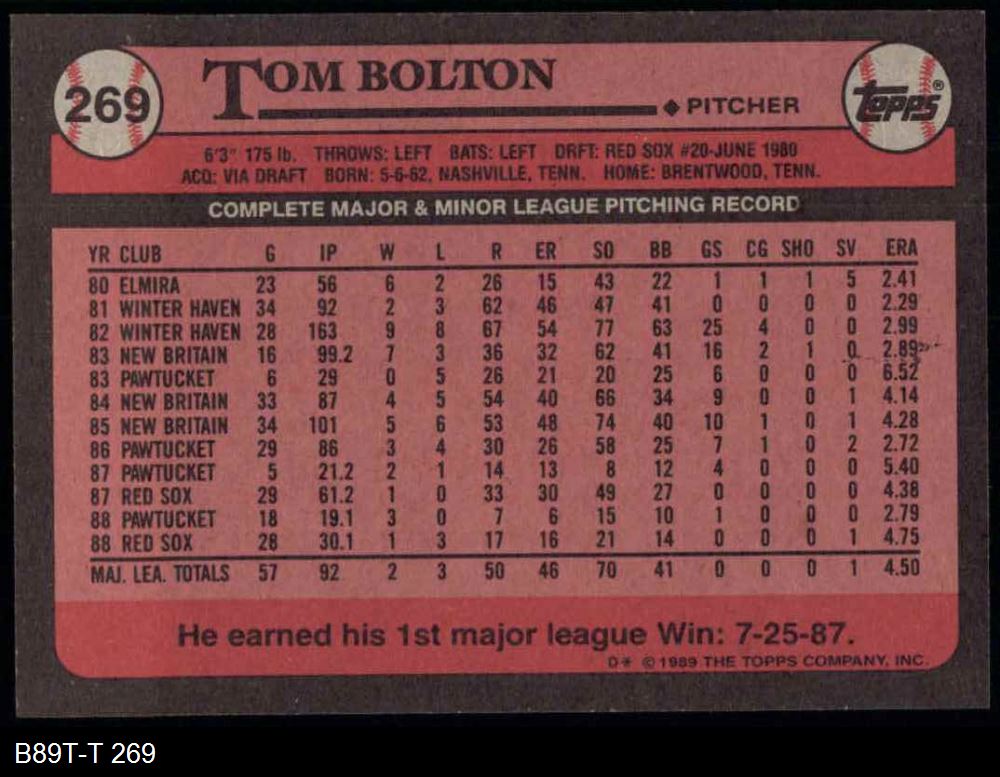 269
TOM BOLTON
◆ PITCHER
Topps®
6'3" 175 lb. THROWS: LEFT BATS: LEFT DRFT: RED SOX #20-JUNE 1980
ACQ: VIA DRAFT BORN: 5-6-62, NASHVILLE, TENN. HOME: BRENTWOOD, TENN.
COMPLETE MAJOR & MINOR LEAGUE PITCHING RECORD
YR CLUB G IP W L R ER SO BB GS CG SHO SV ERA
80 ELMIRA 23 56 6 2 26 15 43 22 1 1 1 5 2.41
81 WINTER HAVEN 34 92 2 3 62 46 47 41 0 0 0 0 2.29
82 WINTER HAVEN 28 163 9 8 67 54 77 63 25 4 0 0 2.99
83 NEW BRITAIN 16 99.2 7 3 36 32 62 41 16 2 1 0 2.89
83 PAWTUCKET 6 29 0 5 26 21 20 25 6 0 0 0 6.52
84 NEW BRITAIN 33 87 4 5 54 40 66 34 9 0 0 1 4.14
85 NEW BRITAIN 34 101 5 6 53 48 74 40 10 1 0 1 4.28
86 PAWTUCKET 29 86 3 4 30 26 58 25 7 1 0 2 2.72
87 PAWTUCKET 5 21.2 2 1 14 13 8 12 4 0 0 0 5.40
87 RED SOX 29 61.2 1 0 33 30 49 27 0 0 0 0 4.38
88 PAWTUCKET 18 19.1 3 0 7 6 15 10 1 0 0 0 2.79
88 RED SOX 28 30.1 1 3 17 16 21 14 0 0 0 1 4.75
MAJ. LEA. TOTALS 57 92 2 3 50 46 70 41 0 0 0 1 4.50
He earned his 1st major league Win: 7-25-87.
D* © 1989 THE TOPPS COMPANY, INC.
B89T-T 269